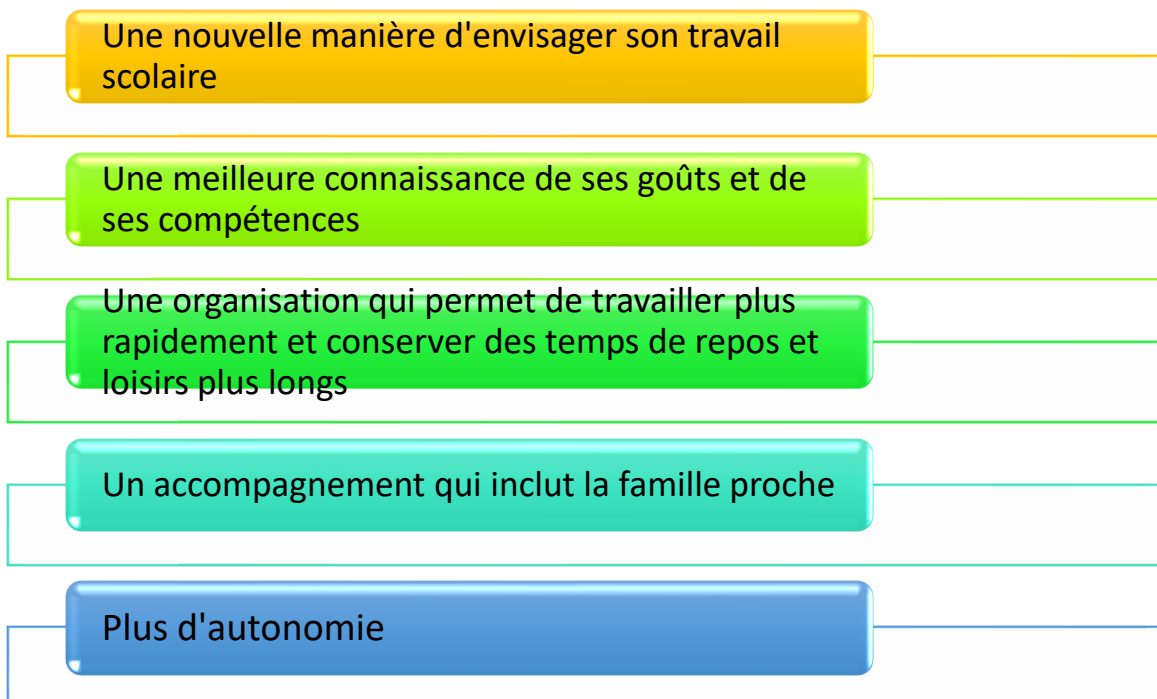 Une nouvelle manière d'envisager son travail
scolaire
Une meilleure connaissance de ses goûts et de
ses compétences
Une organisation qui permet de travailler plus
rapidement et conserver des temps de repos et
loisirs plus longs
Un accompagnement qui inclut la famille proche
Plus d'autonomie